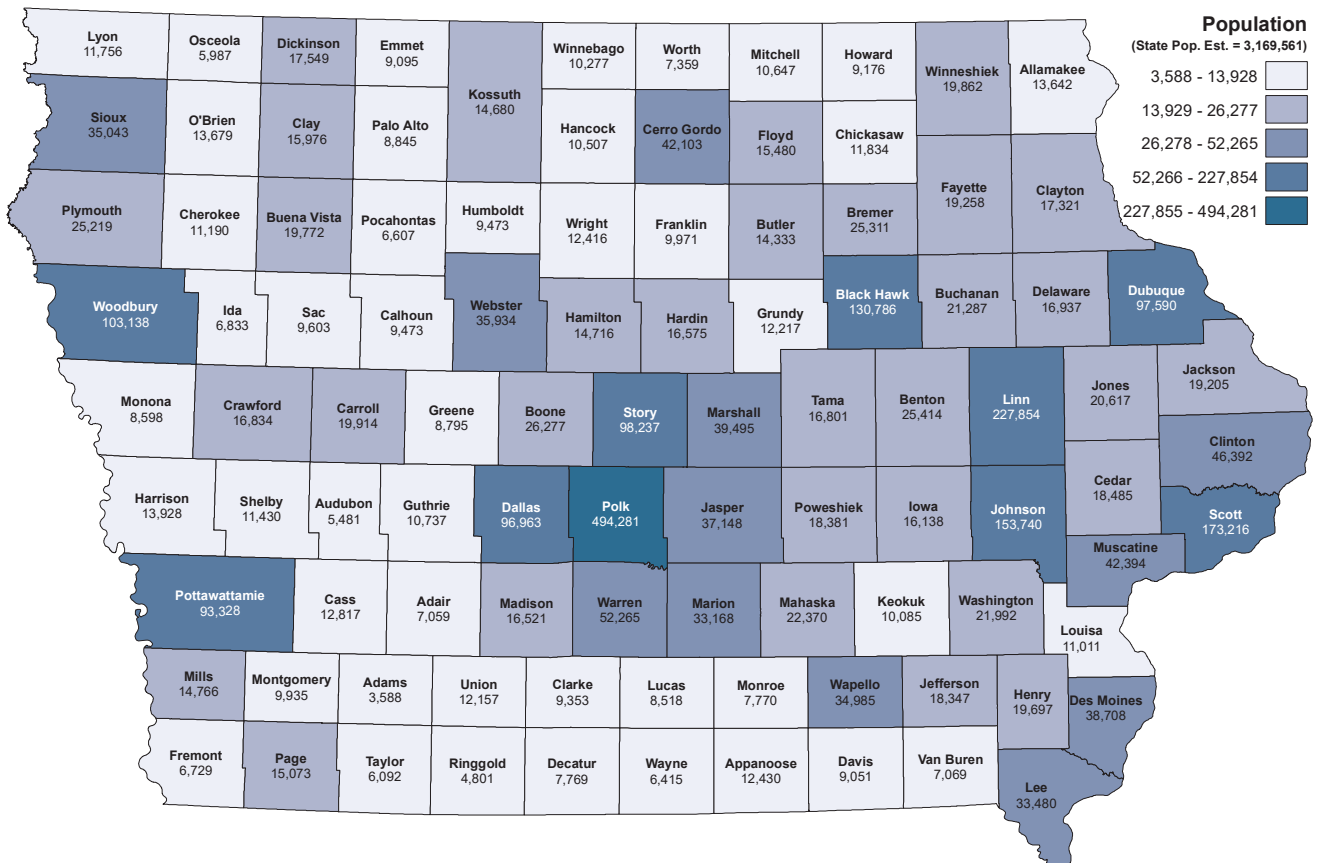 Population
(State Pop. Est. = 3,169,561)
3,588 - 13,928
13,929 - 26,277
26,278 - 52,265
52,266 - 227,854
227,855 - 494,281
Lyon
11,756
Osceola
5,987
Dickinson
17,549
Emmet
9,095
Kossuth
14,680
Winnebago
10,277
Worth
7,359
Mitchell
10,647
Howard
9,176
Winneshiek
19,862
Allamakee
13,642
Sioux
35,043
O'Brien
13,679
Clay
15,976
Palo Alto
8,845
Hancock
10,507
Cerro Gordo
42,103
Floyd
15,480
Chickasaw
11,834
Plymouth
25,219
Cherokee
11,190
Buena Vista
19,772
Pocahontas
6,607
Humboldt
9,473
Wright
12,416
Franklin
9,971
Butler
14,333
Bremer
25,311
Fayette
19,258
Clayton
17,321
Woodbury
103,138
Ida
6,833
Sac
9,603
Calhoun
9,473
Webster
35,934
Hamilton
14,716
Hardin
16,575
Grundy
12,217
Black Hawk
130,786
Buchanan
21,287
Delaware
16,937
Dubuque
97,590
Monona
8,598
Crawford
16,834
Carroll
19,914
Greene
8,795
Boone
26,277
Story
98,237
Marshall
39,495
Tama
16,801
Benton
25,414
Linn
227,854
Jones
20,617
Jackson
19,205
Clinton
46,392
Harrison
13,928
Shelby
11,430
Audubon
5,481
Guthrie
10,737
Dallas
96,963
Polk
494,281
Jasper
37,148
Poweshiek
18,381
Iowa
16,138
Johnson
153,740
Cedar
18,485
Scott
173,216
Muscatine
42,394
Pottawattamie
93,328
Cass
12,817
Adair
7,059
Madison
16,521
Warren
52,265
Marion
33,168
Mahaska
22,370
Keokuk
10,085
Washington
21,992
Louisa
11,011
Mills
14,766
Montgomery
9,935
Adams
3,588
Union
12,157
Clarke
9,353
Lucas
8,518
Monroe
7,770
Wapello
34,985
Jefferson
18,347
Henry
19,697
Des Moines
38,708
Fremont
6,729
Page
15,073
Taylor
6,092
Ringgold
4,801
Decatur
7,769
Wayne
6,415
Appanoose
12,430
Davis
9,051
Van Buren
7,069
Lee
33,480